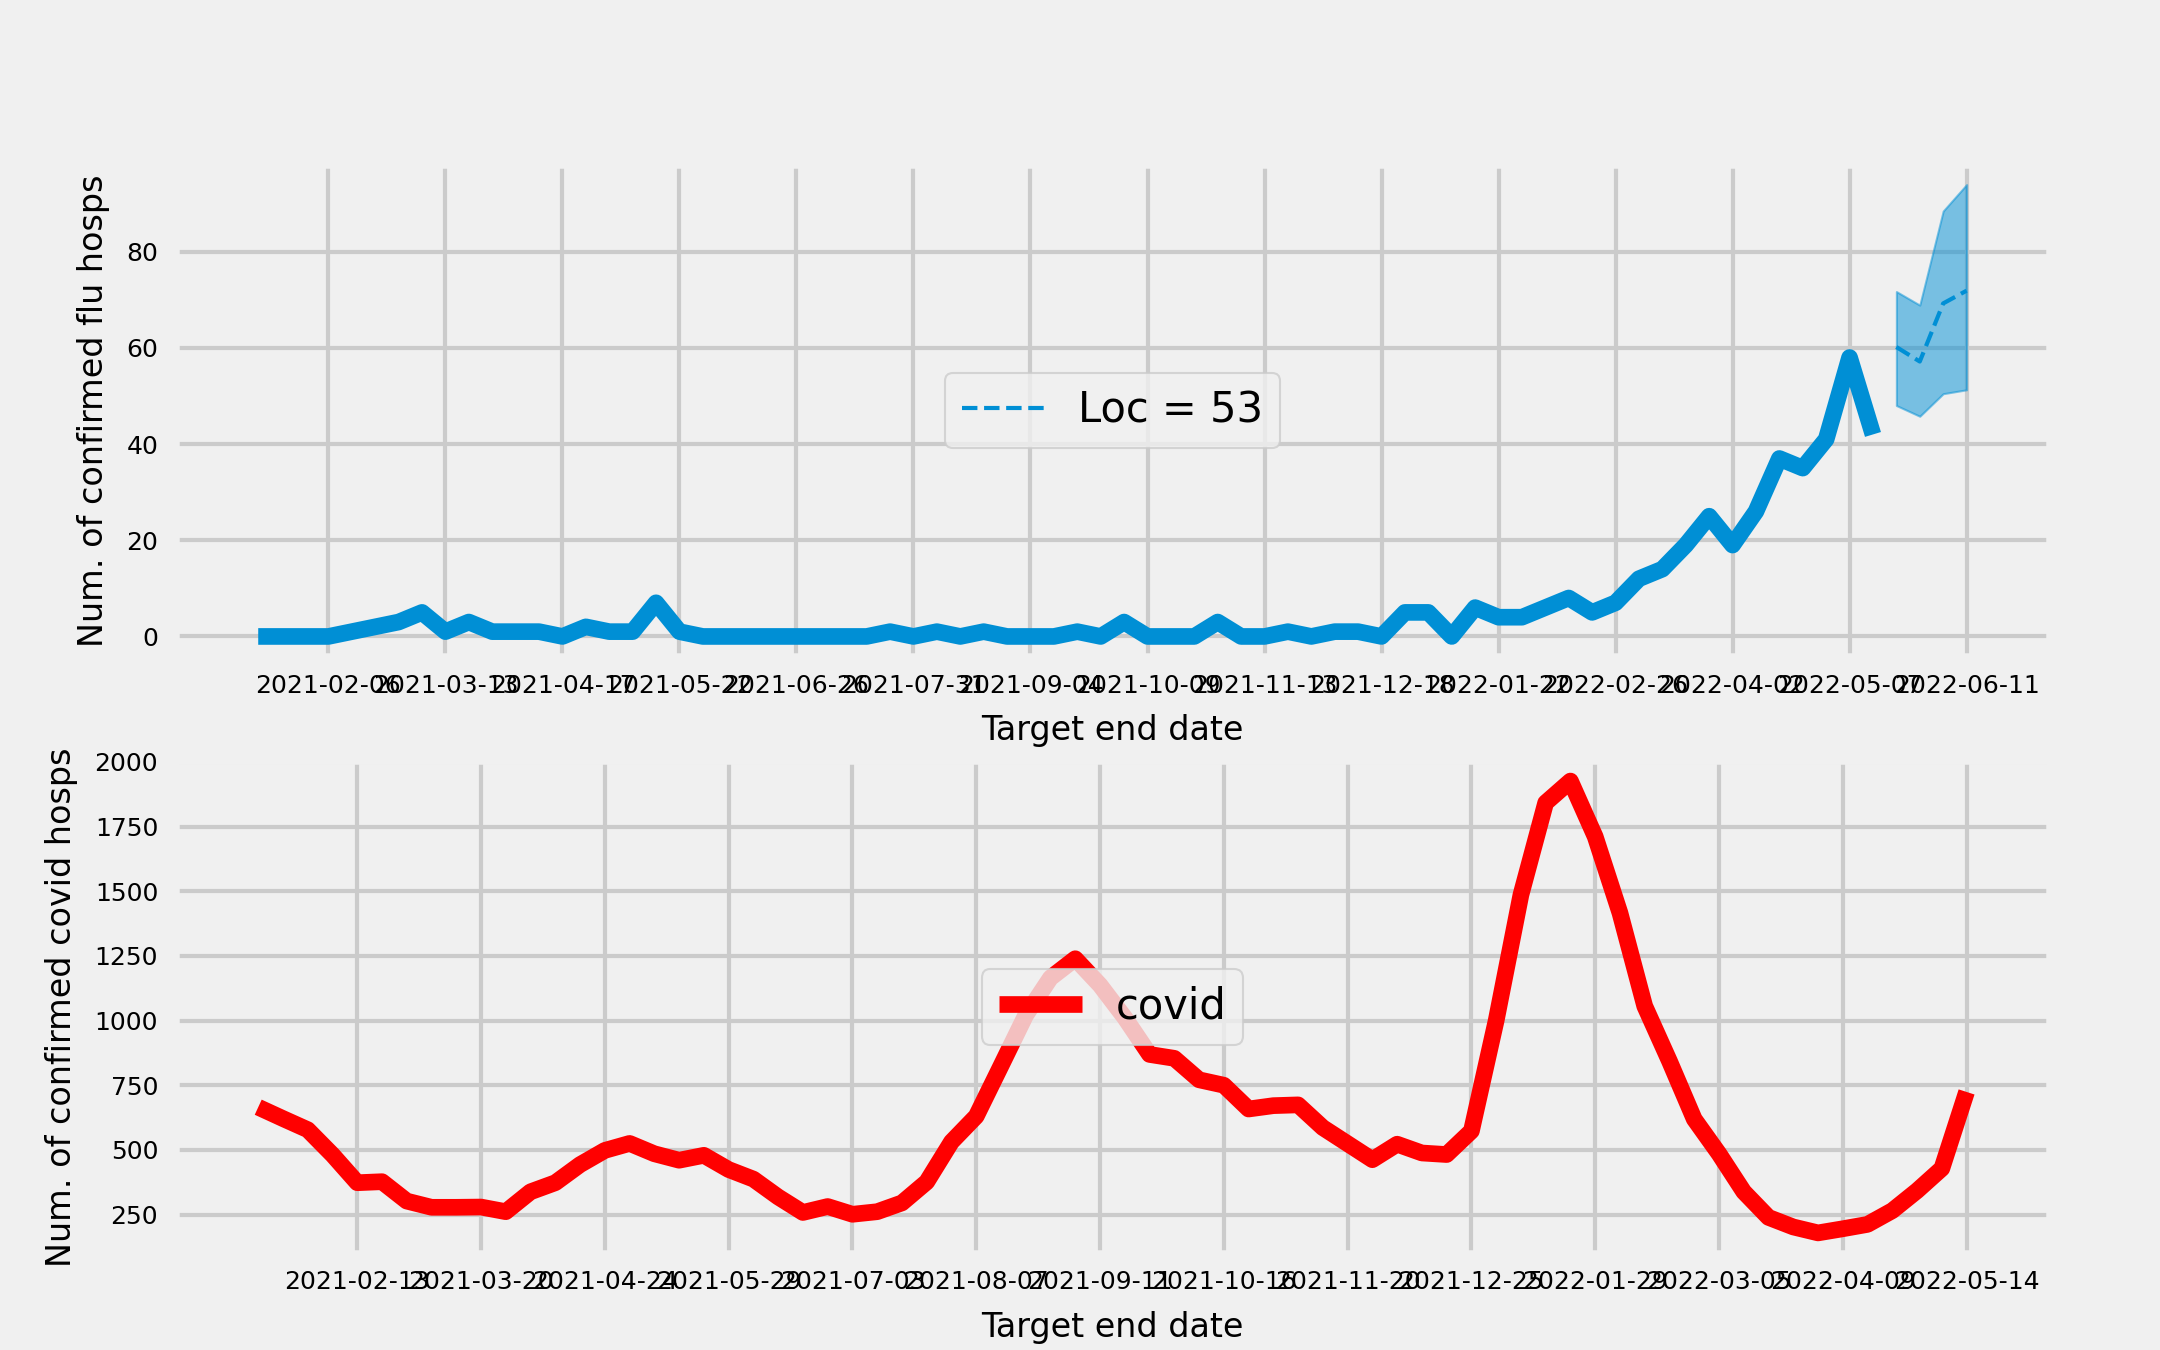 Num. of confirmed flu hosps
80
60
40
20
0
Loc = 53
2021-02-06 2021-03-13 2021-04-17 2021-05-22 2021-06-26 2021-07-31 2021-09-04 2021-10-09 2021-11-13 2021-12-18 2022-01-22 2022-02-26 2022-04-02 2022-05-07 2022-06-11
Target end date
Num. of confirmed covid hosps
2000
1750
1500
1250
1000
750
500
250
covid
2021-02-13 2021-03-20 2021-04-24 2021-05-29 2021-07-03 2021-08-07 2021-09-11 2021-10-16 2021-11-20 2021-12-25 2022-01-29 2022-03-05 2022-04-09 2022-05-14
Target end date